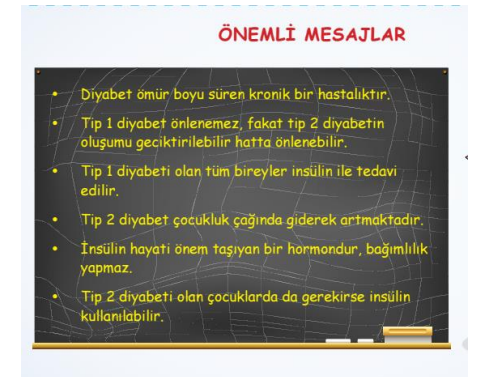 ÖNEMLİ MESAJLAR
• Diyabet ömür boyu süren kronik bir hastalıktır.
• Tip 1 diyabet önlenemez, fakat tip 2 diyabetin
oluşumu geciktirilebilir hatta önlenebilir.
• Tip 1 diyabeti olan tüm bireyler insülin ile tedavi
edilir.
• Tip 2 diyabet çocukluk çağında giderek artmaktadır.
• İnsülin hayati önem taşıyan bir hormondur, bağımlılık
yapmaz.
• Tip 2 diyabeti olan çocuklarda da gerekirse insülin
kullanılabilir.